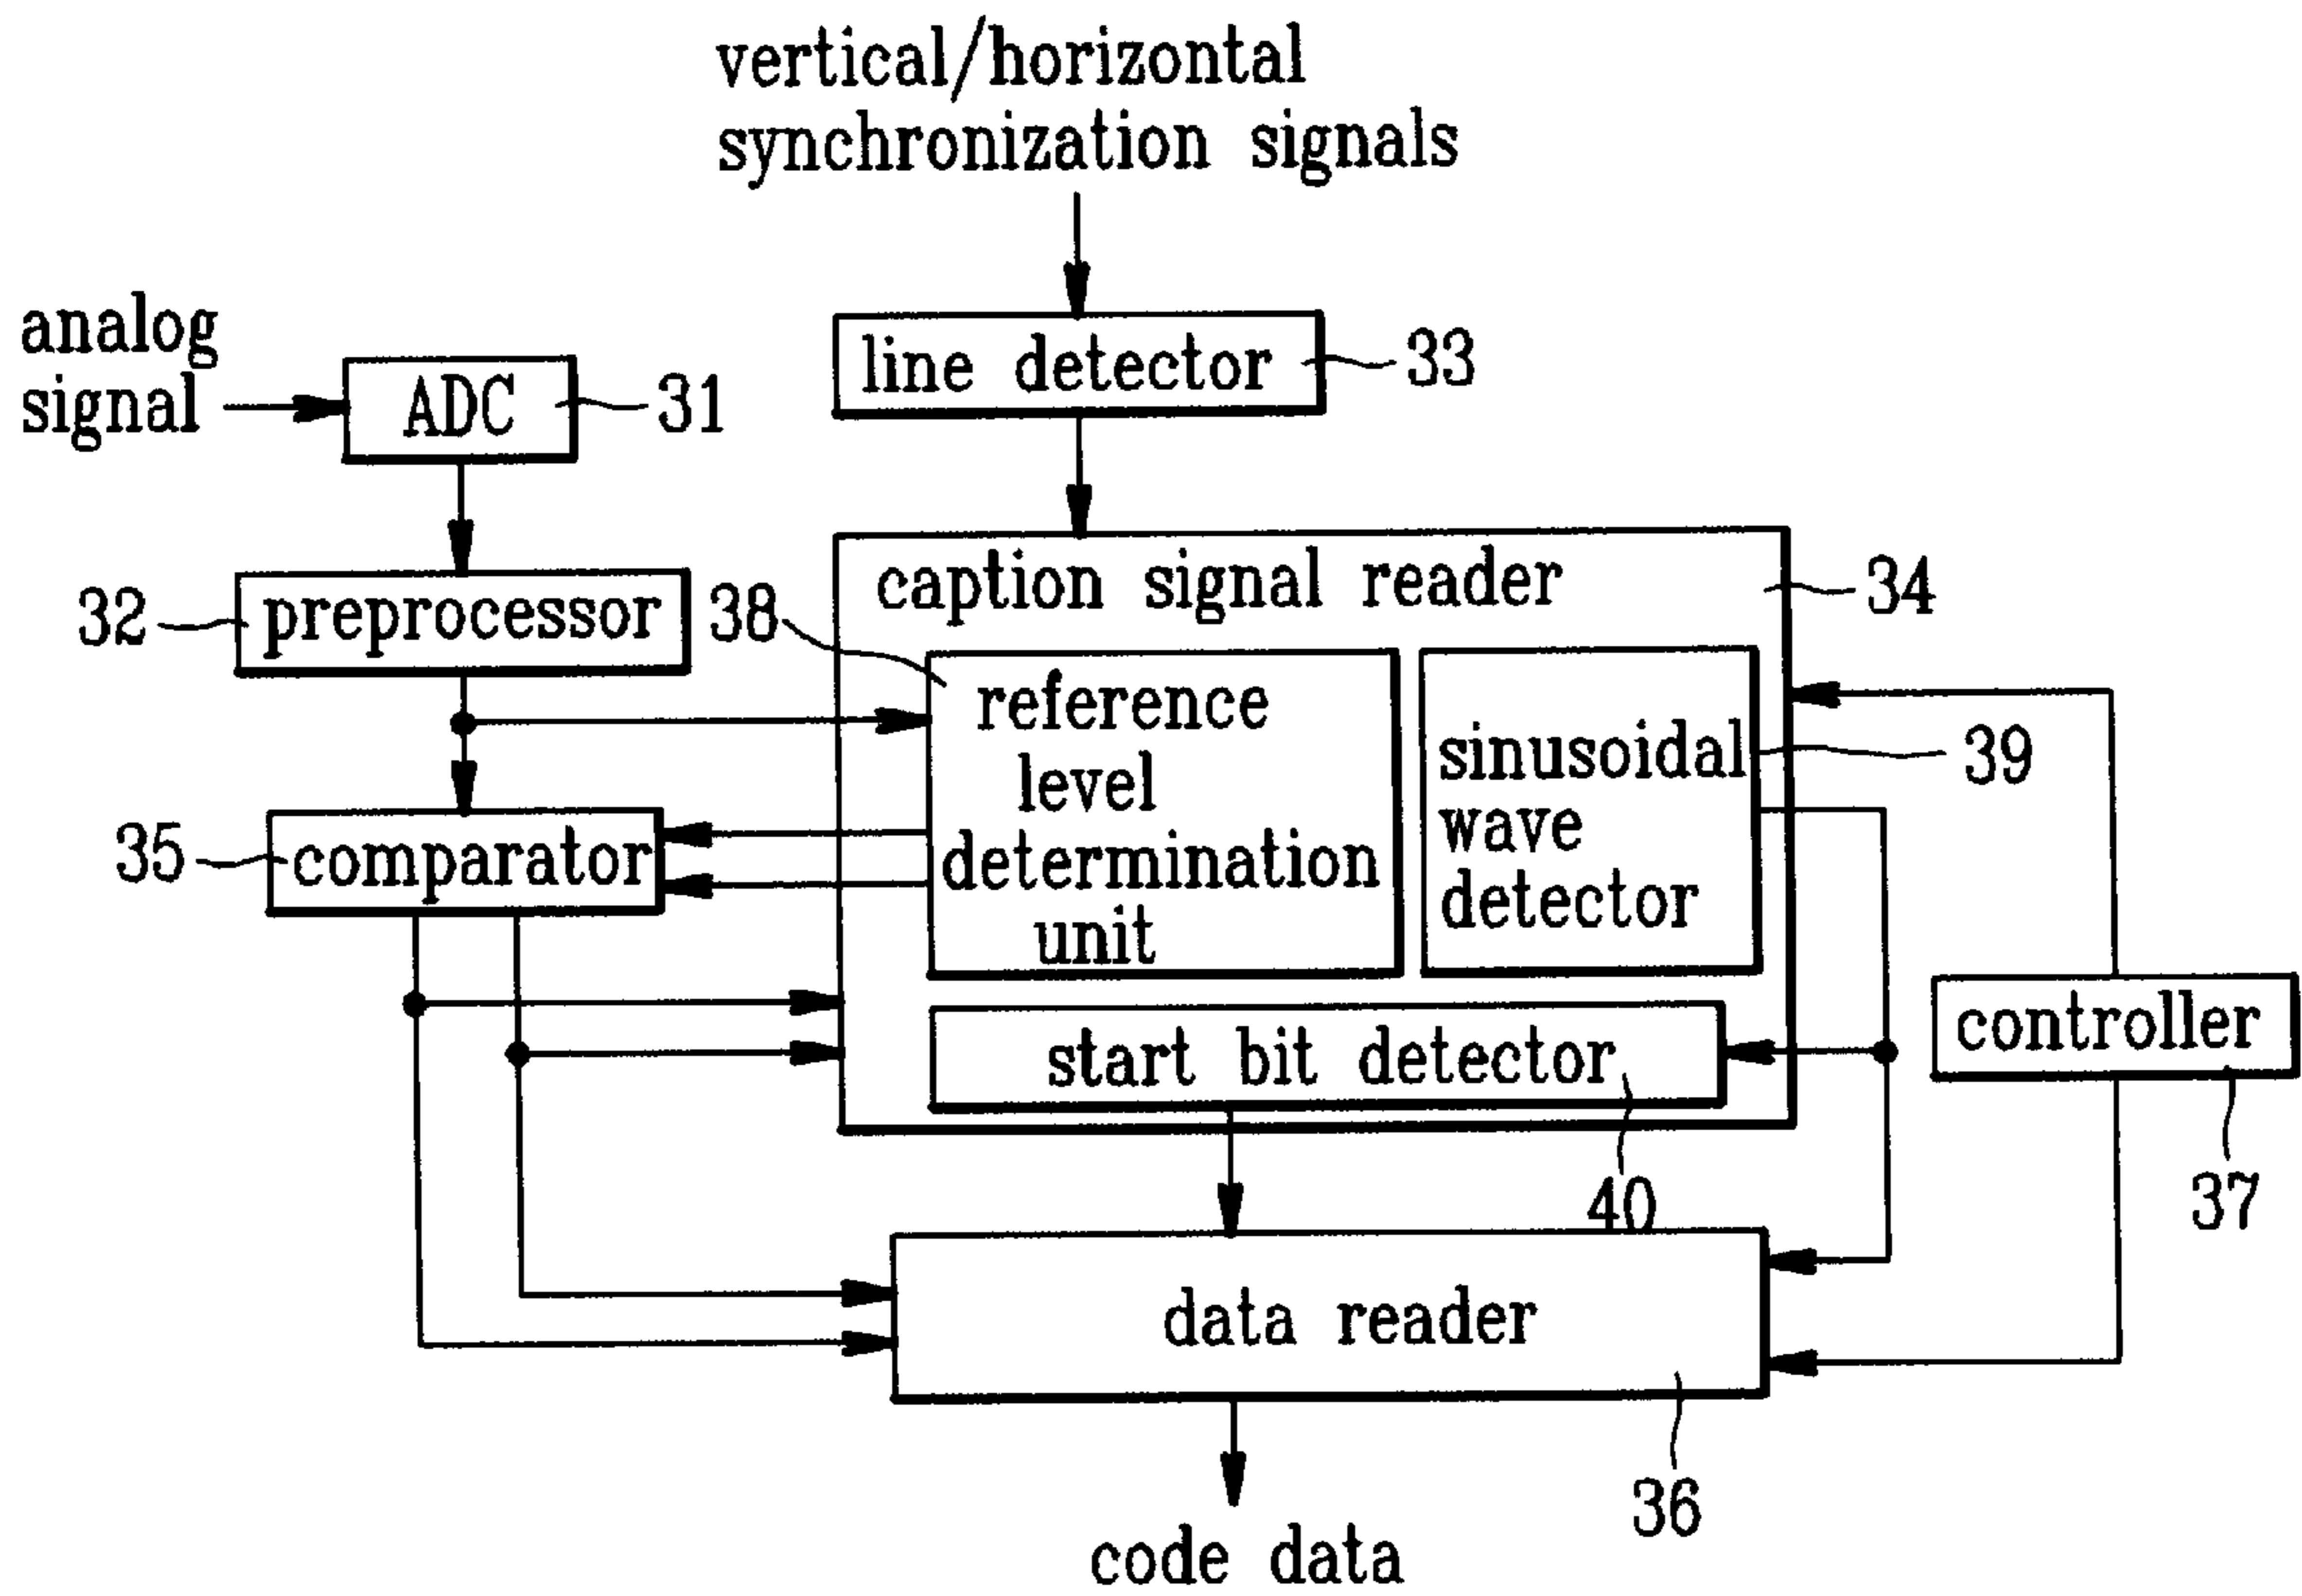 vertical/horizontal
synchronization signals
analog
signal
ADC
31
line detector
33
32
preprocessor
38
caption signal reader
34
reference
level
determination
unit
sinusoidal
wave
detector
39
35
comparator
start bit detector
40
controller
37
data reader
36
code data